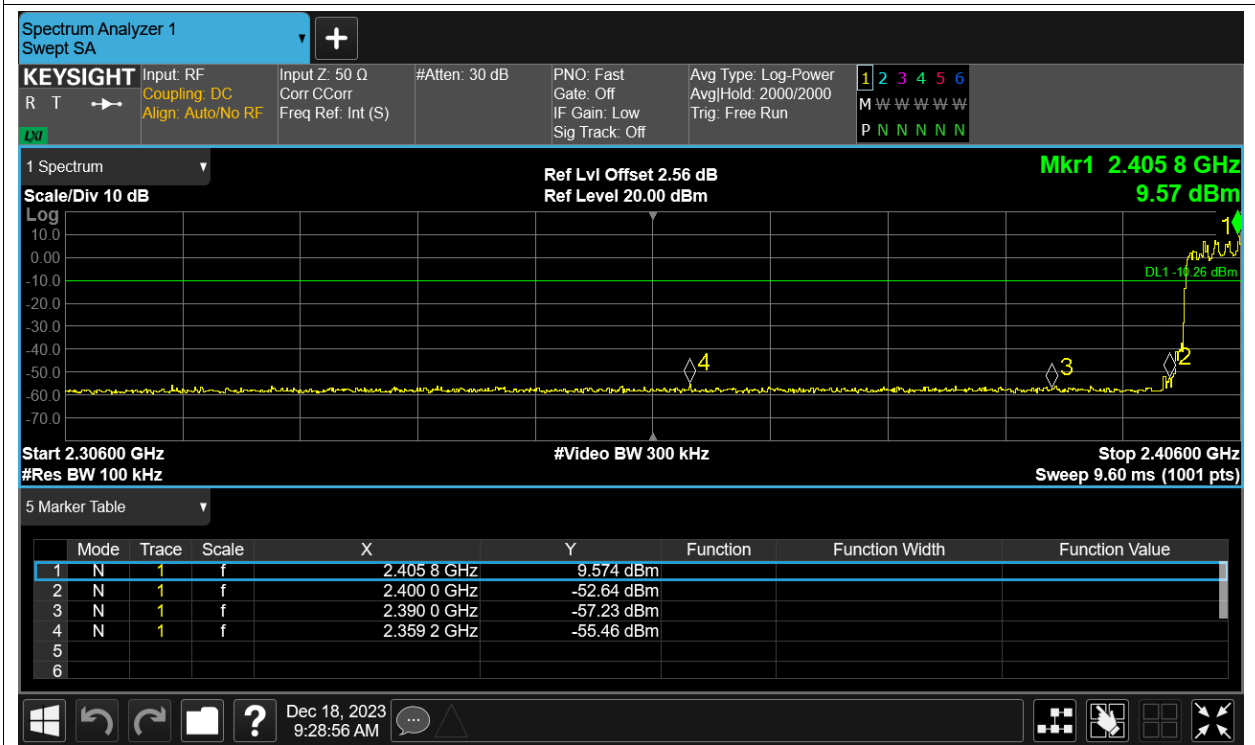 Spectrum Analyzer 1
Swept SA
KEYSIGHT
R T
LXI
Input: RF
Coupling: DC
Align: Auto/No RF
Input Z: 50 Ω
Corr CCorr
Freq Ref: Int (S)
#Atten: 30 dB
PNO: Fast
Gate: Off
IF Gain: Low
Sig Track: Off
Avg Type: Log-Power
Avg|Hold: 2000/2000
Trig: Free Run
1 2 3 4 5 6
M W W W W W
P N N N N N
1 Spectrum
Scale/Div 10 dB
Ref Lvl Offset 2.56 dB
Ref Level 20.00 dBm
Mkr1 2.405 8 GHz
9.57 dBm
Log
10.0
0.00
-10.0
-20.0
-30.0
-40.0
-50.0
-60.0
-70.0
1
DL1 -10.26 dBm
4
3
2
Start 2.30600 GHz
#Video BW 300 kHz
Stop 2.40600 GHz
#Res BW 100 kHz
Sweep 9.60 ms (1001 pts)
5 Marker Table
Mode Trace Scale X Y Function Function Width Function Value
1 N 1 f 2.405 8 GHz 9.574 dBm
2 N 1 f 2.400 0 GHz -52.64 dBm
3 N 1 f 2.390 0 GHz -57.23 dBm
4 N 1 f 2.359 2 GHz -55.46 dBm
5
6
?
Dec 18, 2023
9:28:56 AM